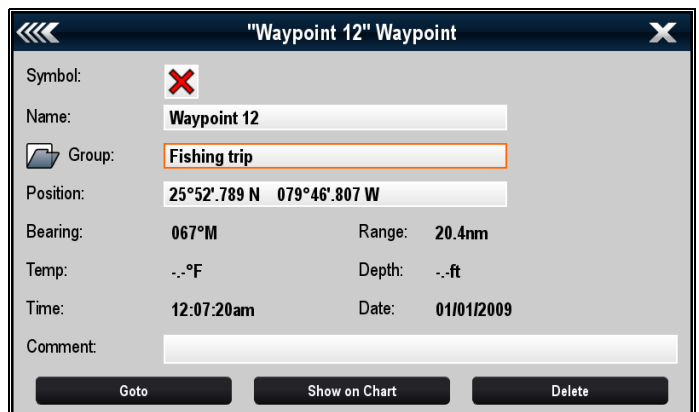 "Waypoint 12" Waypoint
Symbol:
Name: Waypoint 12
Group: Fishing trip
Position: 25°52'.789 N 079°46'.807 W
Bearing: 067°M Range: 20.4nm
Temp: -.-°F Depth: -.-ft
Time: 12:07:20am Date: 01/01/2009
Comment:
Goto Show on Chart Delete